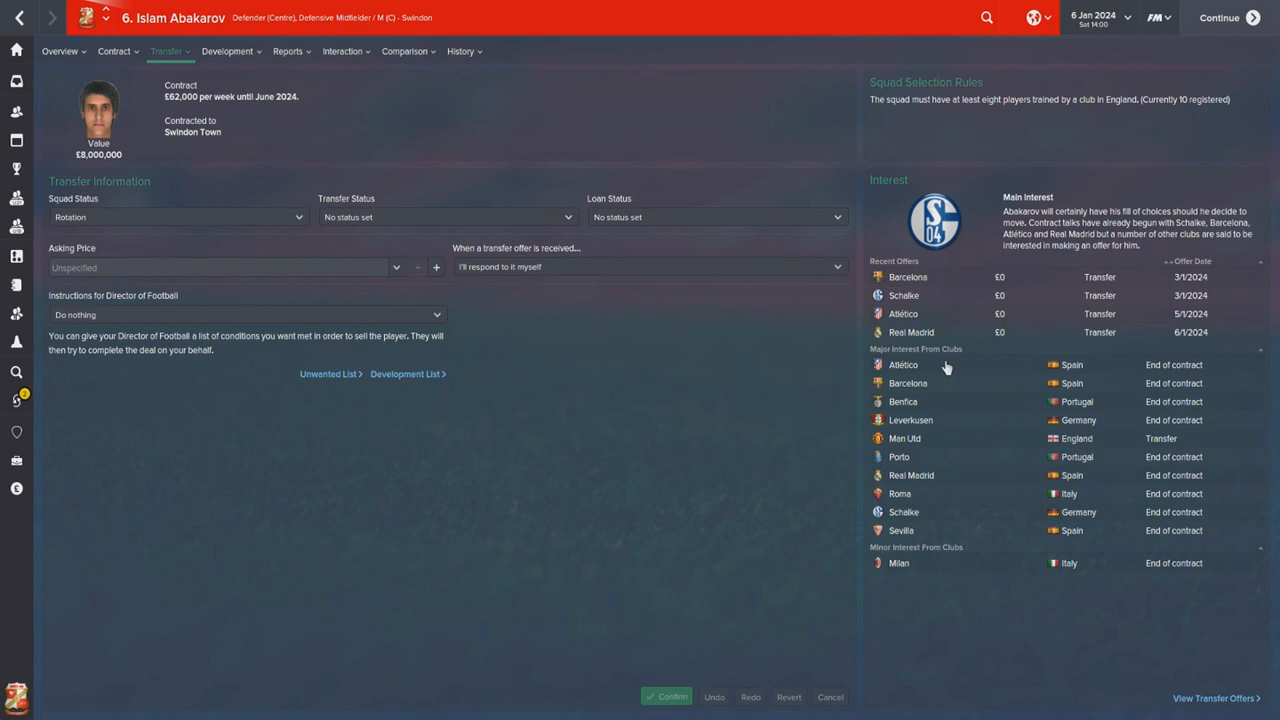 6. Islam Abakarov
Defender (Centre), Defensive Midfielder / M (C) - Swindon
6 Jan 2024
Sat 14:00
FM
Continue
Overview
Contract
Transfer
Development
Reports
Interaction
Comparison
History
Value
£8,000,000
Contract
£62,000 per week until June 2024.
Contracted to
Swindon Town
Squad Selection Rules
The squad must have at least eight players trained by a club in England. (Currently 10 registered)
Transfer Information
Squad Status
Rotation
Transfer Status
No status set
Loan Status
No status set
Asking Price
Unspecified
- +
When a transfer offer is received...
I'll respond to it myself
Instructions for Director of Football
Do nothing
You can give your Director of Football a list of conditions you want met in order to sell the player. They will
then try to complete the deal on your behalf.
Unwanted List >
Development List >
Interest
S 04
Main Interest
Abakarov will certainly have his fill of choices should he decide to
move. Contract talks have already begun with Schalke, Barcelona,
Atlético and Real Madrid but a number of other clubs are said to be
interested in making an offer for him.
Recent Offers Offer Date
Barcelona £0 Transfer 3/1/2024
Schalke £0 Transfer 3/1/2024
Atlético £0 Transfer 5/1/2024
Real Madrid £0 Transfer 6/1/2024
Major Interest From Clubs
Atlético Spain End of contract
Barcelona Spain End of contract
Benfica Portugal End of contract
Leverkusen Germany End of contract
Man Utd England Transfer
Porto Portugal End of contract
Real Madrid Spain End of contract
Roma Italy End of contract
Schalke Germany End of contract
Sevilla Spain End of contract
Minor Interest From Clubs
Milan Italy End of contract
2
£
Confirm
Undo
Redo
Revert
Cancel
View Transfer Offers >